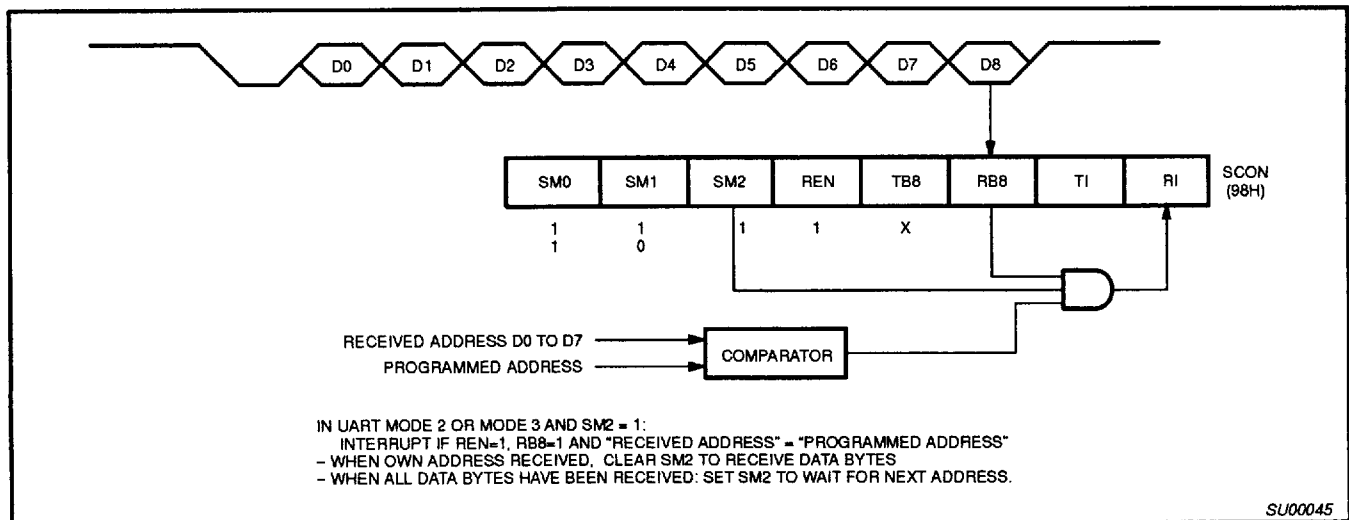 D0 D1 D2 D3 D4 D5 D6 D7 D8
SM0 SM1 SM2 REN TB8 RB8 TI RI
SCON
(98H)
1 1 1 1 X
1 0
RECEIVED ADDRESS D0 TO D7
PROGRAMMED ADDRESS
COMPARATOR
IN UART MODE 2 OR MODE 3 AND SM2 = 1:
INTERRUPT IF REN=1, RB8=1 AND "RECEIVED ADDRESS" = "PROGRAMMED ADDRESS"
– WHEN OWN ADDRESS RECEIVED, CLEAR SM2 TO RECEIVE DATA BYTES
– WHEN ALL DATA BYTES HAVE BEEN RECEIVED: SET SM2 TO WAIT FOR NEXT ADDRESS.
SU00045